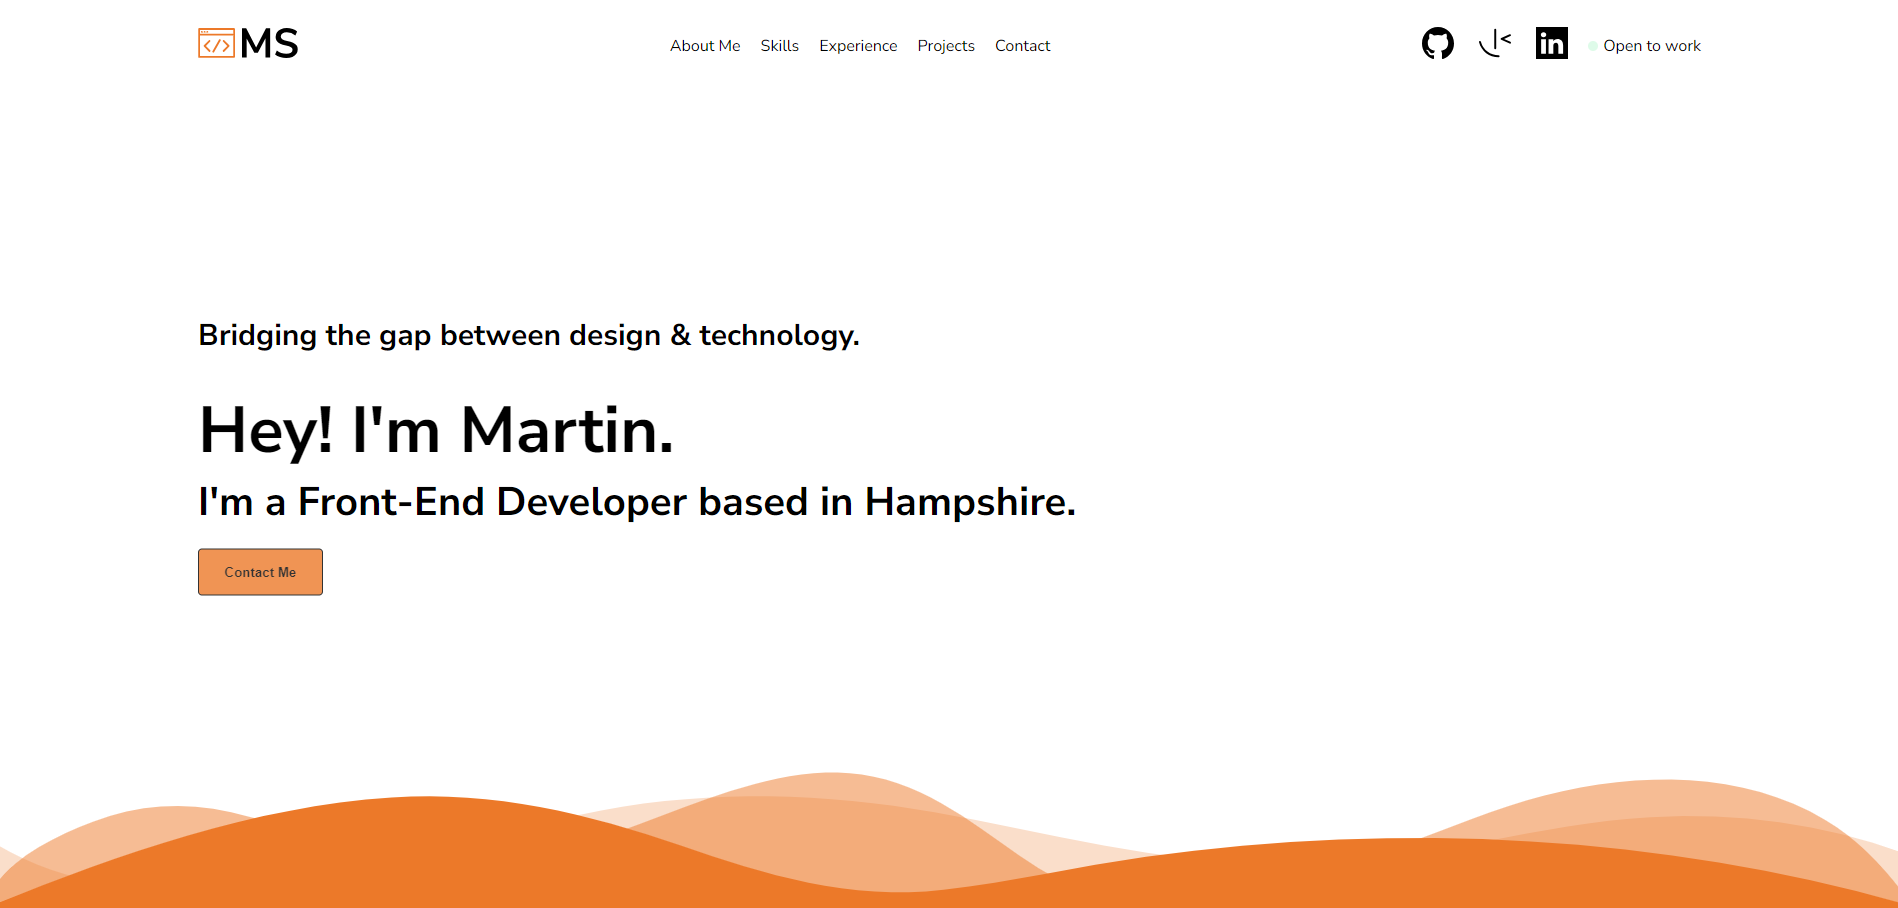 MS
About Me Skills Experience Projects Contact
in Open to work
Bridging the gap between design & technology.
Hey! I'm Martin.
I'm a Front-End Developer based in Hampshire.
Contact Me